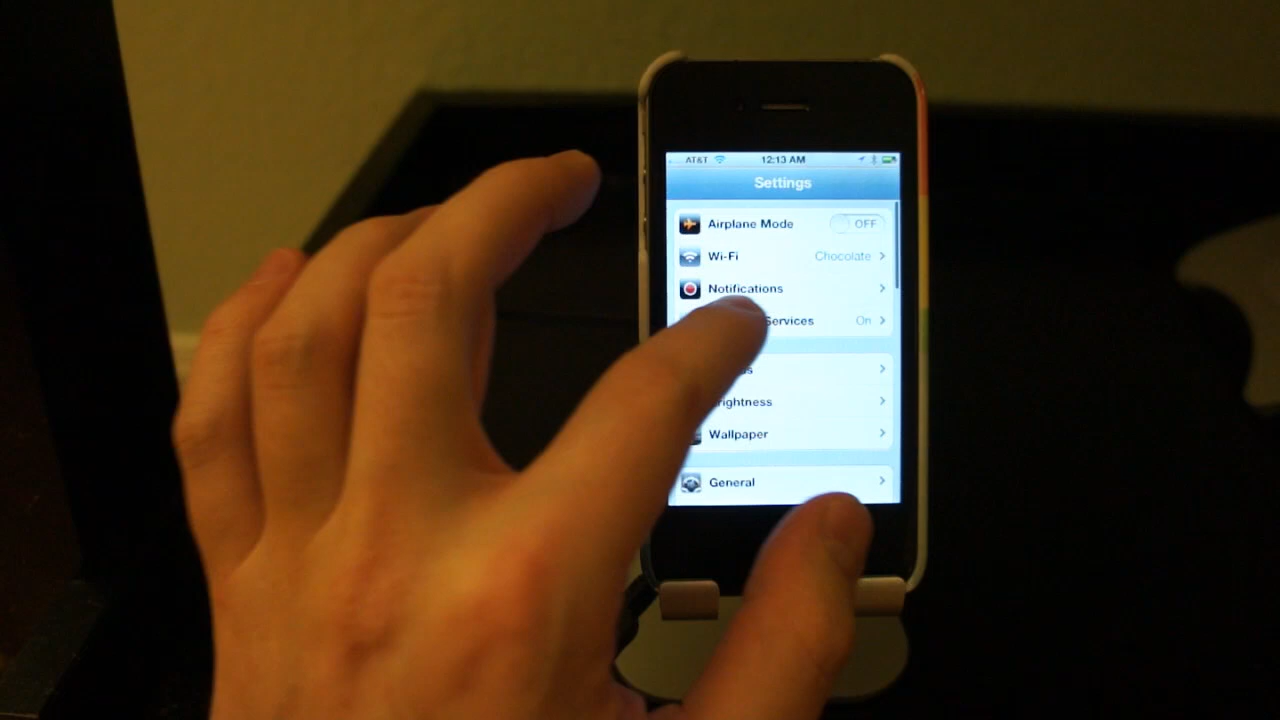 AT&T 12:13 AM
Settings
Airplane Mode OFF
Wi-Fi Chocolate
Notifications
Services On
Wallpaper
General